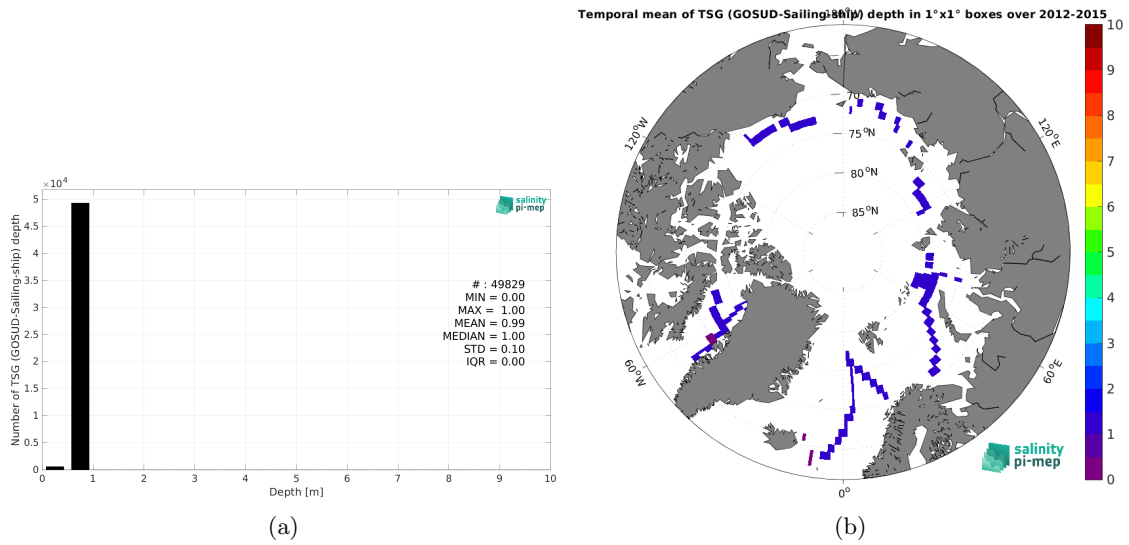 ×10⁴
5
4.5
4
3.5
3
2.5
2
1.5
1
0.5
0
0 1 2 3 4 5 6 7 8 9 10
Number of TSG (GOSUD-Sailing-ship) depth
Depth [m]
salinity
pi-mep
# : 49829
MIN = 0.00
MAX = 1.00
MEAN = 0.99
MEDIAN = 1.00
STD = 0.10
IQR = 0.00
(a)
Temporal mean of TSG (GOSUD-Sailing-ship) depth in 1°x1° boxes over 2012-2015
180°W
120°W
120°E
60°W
60°E
0°
70
75°N
80°N
85°N
10
9
8
7
6
5
4
3
2
1
0
salinity
pi-mep
(b)